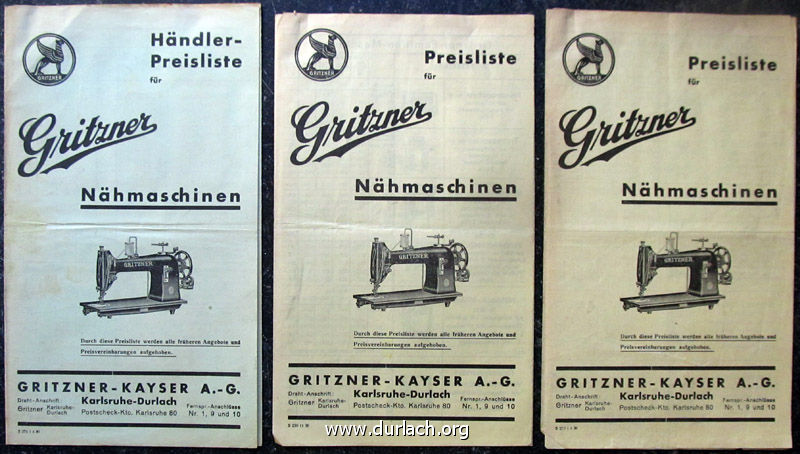 GRITZNER
Händler-
Preisliste
für
Gritzner
Nähmaschinen
GRITZNER
Durch diese Preisliste werden alle früheren Angebote und
Preisvereinbarungen aufgehoben.
GRITZNER-KAYSER A.-G.
Draht-Anschrift: Karlsruhe-Durlach Fernspr.-Anschlüsse
Gritzner Karlsruhe-Durlach Postscheck-Kto. Karlsruhe 80 Nr. 1, 9 und 10
GRITZNER
Preisliste
für
Gritzner
Nähmaschinen
GRITZNER
Durch diese Preisliste werden alle früheren Angebote und
Preisvereinbarungen aufgehoben.
GRITZNER-KAYSER A.-G.
Draht-Anschrift: Karlsruhe-Durlach Fernspr.-Anschlüsse
Gritzner Karlsruhe-Durlach Postscheck-Kto. Karlsruhe 80 Nr. 1, 9 und 10
GRITZNER
Preisliste
für
Gritzner
Nähmaschinen
GRITZNER
Durch diese Preisliste werden alle früheren Angebote und
Preisvereinbarungen aufgehoben.
GRITZNER-KAYSER A.-G.
Draht-Anschrift: Karlsruhe-Durlach Fernspr.-Anschlüsse
Gritzner Karlsruhe-Durlach Postscheck-Kto. Karlsruhe 80 Nr. 1, 9 und 10
www.durlach.org